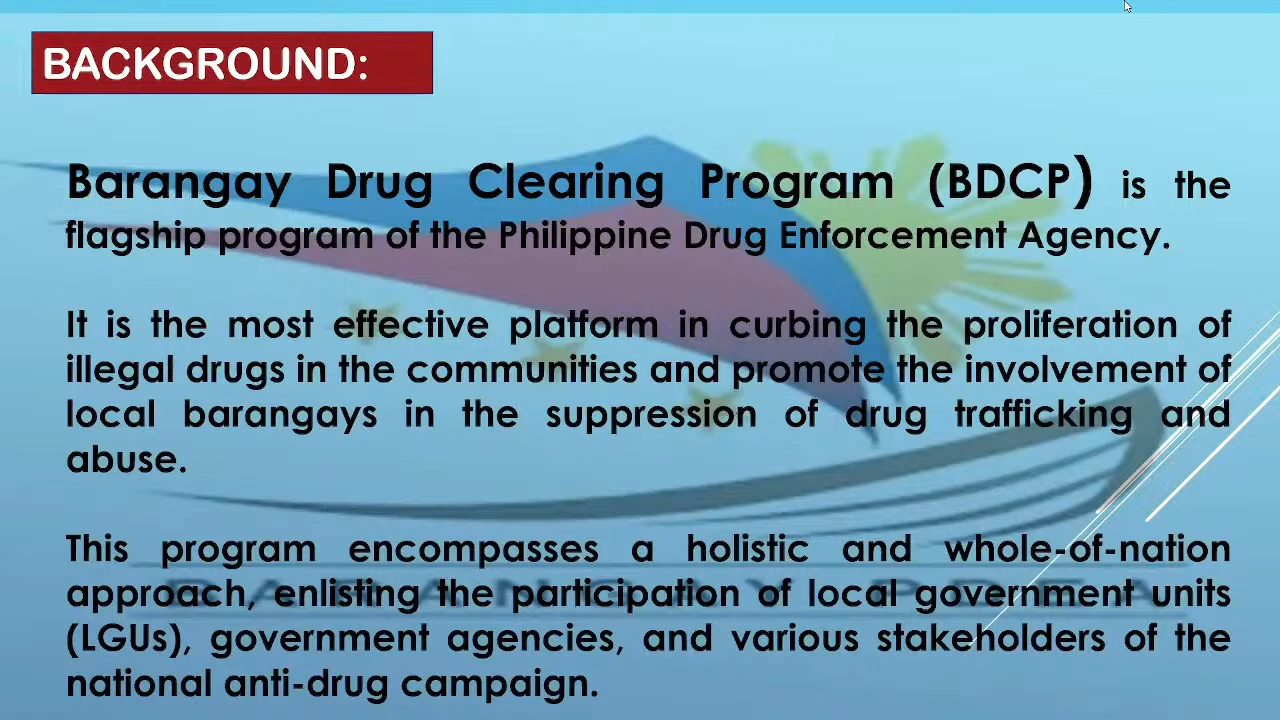 BACKGROUND:
Barangay Drug Clearing Program (BDCP) is the
flagship program of the Philippine Drug Enforcement Agency.
It is the most effective platform in curbing the proliferation of
illegal drugs in the communities and promote the involvement of
local barangays in the suppression of drug trafficking and
abuse.
This program encompasses a holistic and whole-of-nation
approach, enlisting the participation of local government units
(LGUs), government agencies, and various stakeholders of the
national anti-drug campaign.